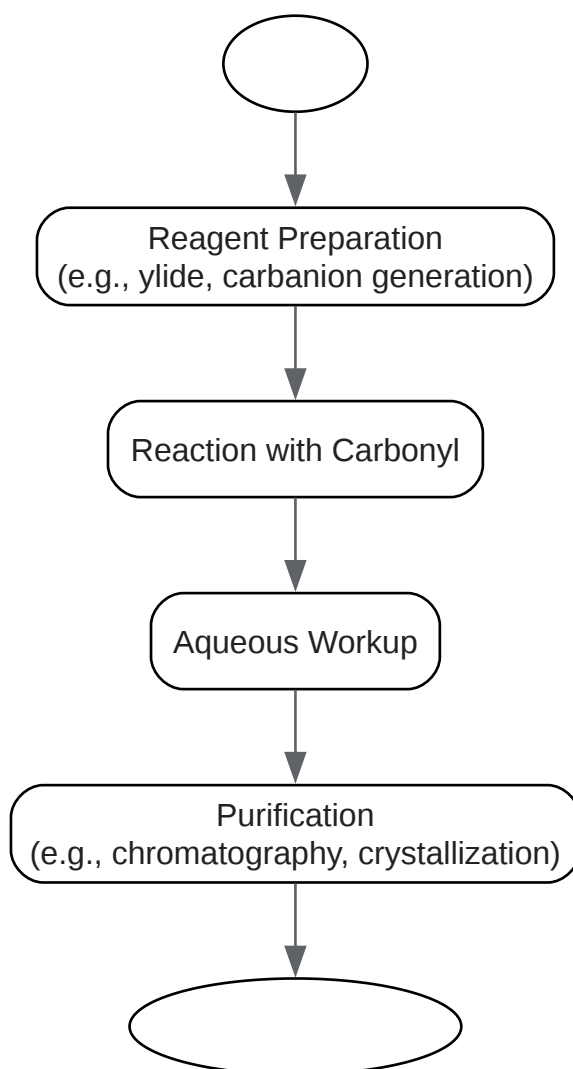 Reagent Preparation
(e.g., ylide, carbanion generation)
Reaction with Carbonyl
Aqueous Workup
Purification
(e.g., chromatography, crystallization)